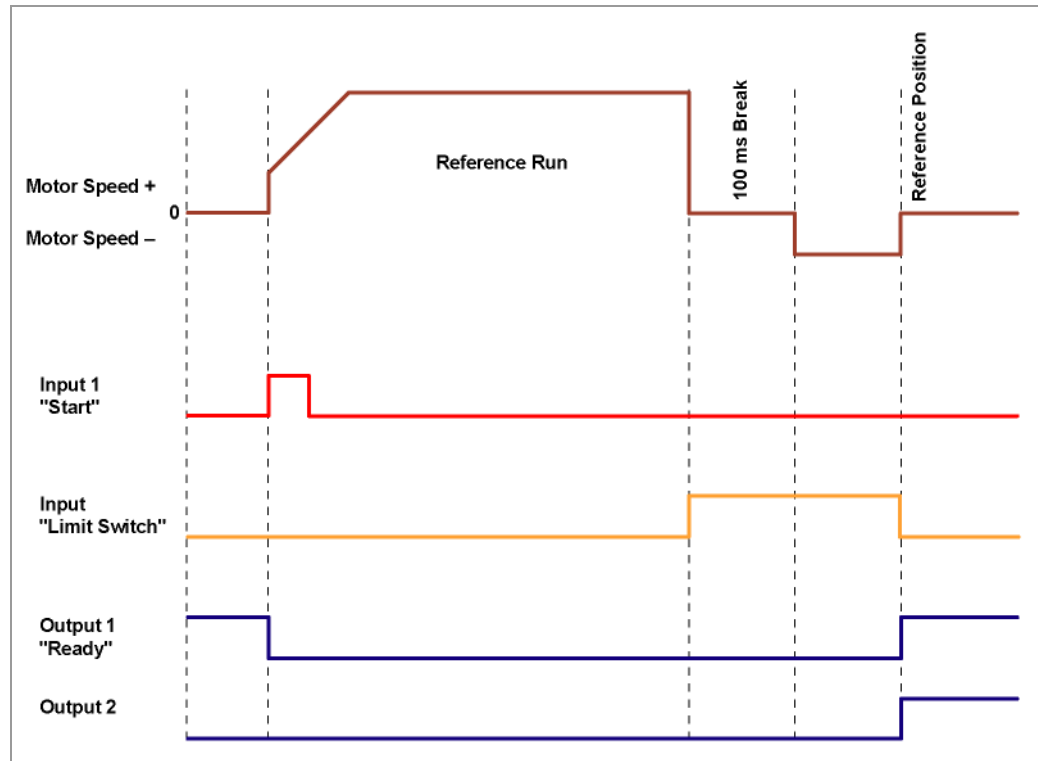 Reference Position
100 ms Break
Reference Run
Motor Speed +
0
Motor Speed –
Input 1
"Start"
Input
"Limit Switch"
Output 1
"Ready"
Output 2